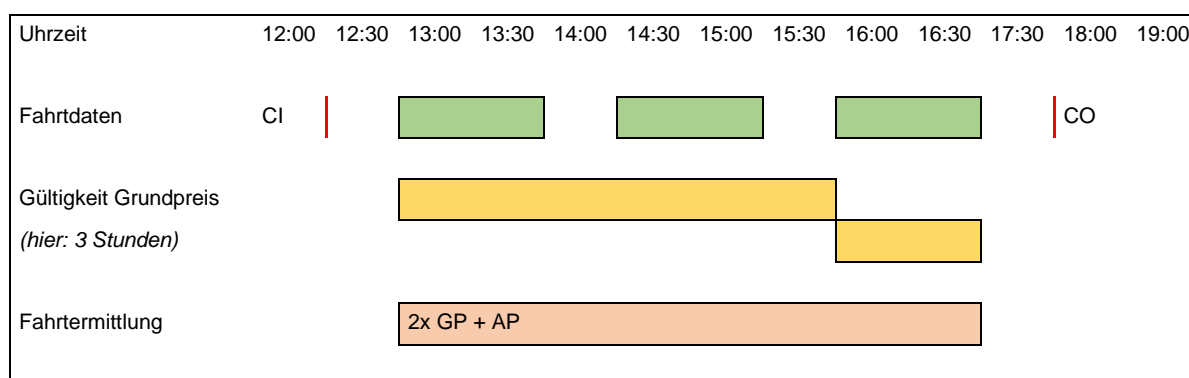 Uhrzeit 12:00 12:30 13:00 13:30 14:00 14:30 15:00 15:30 16:00 16:30 17:30 18:00 19:00
Fahrtdaten CI CO
Gültigkeit Grundpreis
(hier: 3 Stunden)
Fahrtermittlung 2x GP + AP